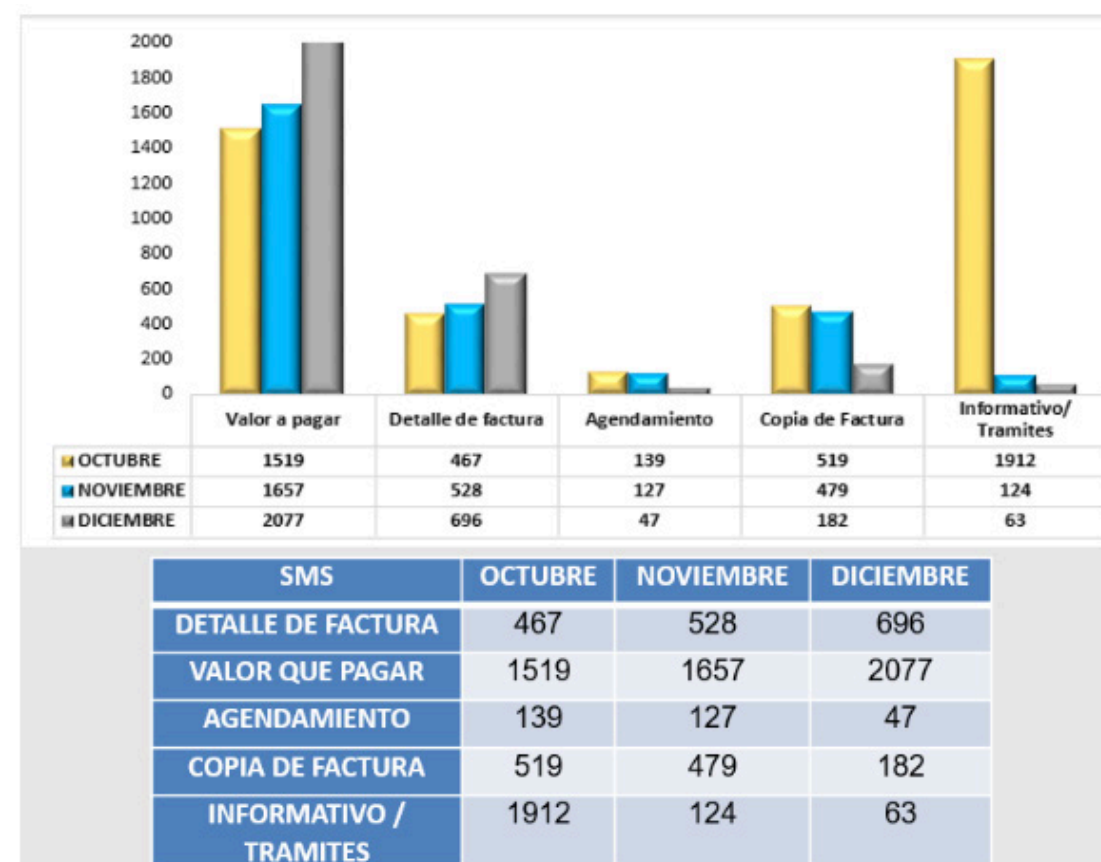 2000
1800
1600
1400
1200
1000
800
600
400
200
0
Valor a pagar Detalle de factura Agendamiento Copia de Factura Informativo/
Tramites
OCTUBRE 1519 467 139 519 1912
NOVIEMBRE 1657 528 127 479 124
DICIEMBRE 2077 696 47 182 63
SMS OCTUBRE NOVIEMBRE DICIEMBRE
DETALLE DE FACTURA 467 528 696
VALOR QUE PAGAR 1519 1657 2077
AGENDAMIENTO 139 127 47
COPIA DE FACTURA 519 479 182
INFORMATIVO / 1912 124 63
TRAMITES